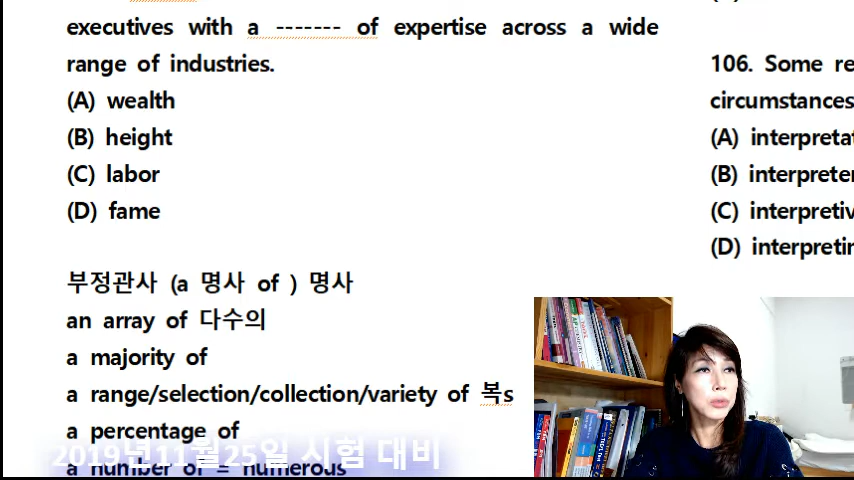 executives with a ------- of expertise across a wide
range of industries.
(A) wealth
(B) height
(C) labor
(D) fame
부정관사 (a 명사 of ) 명사
an array of 다수의
a majority of
a range/selection/collection/variety of 복s
a percentage of
a number of = numerous
2019년11월25일 시험 대비
106. Some re
circumstances
(A) interpretat
(B) interpreter
(C) interpretiv
(D) interpretin